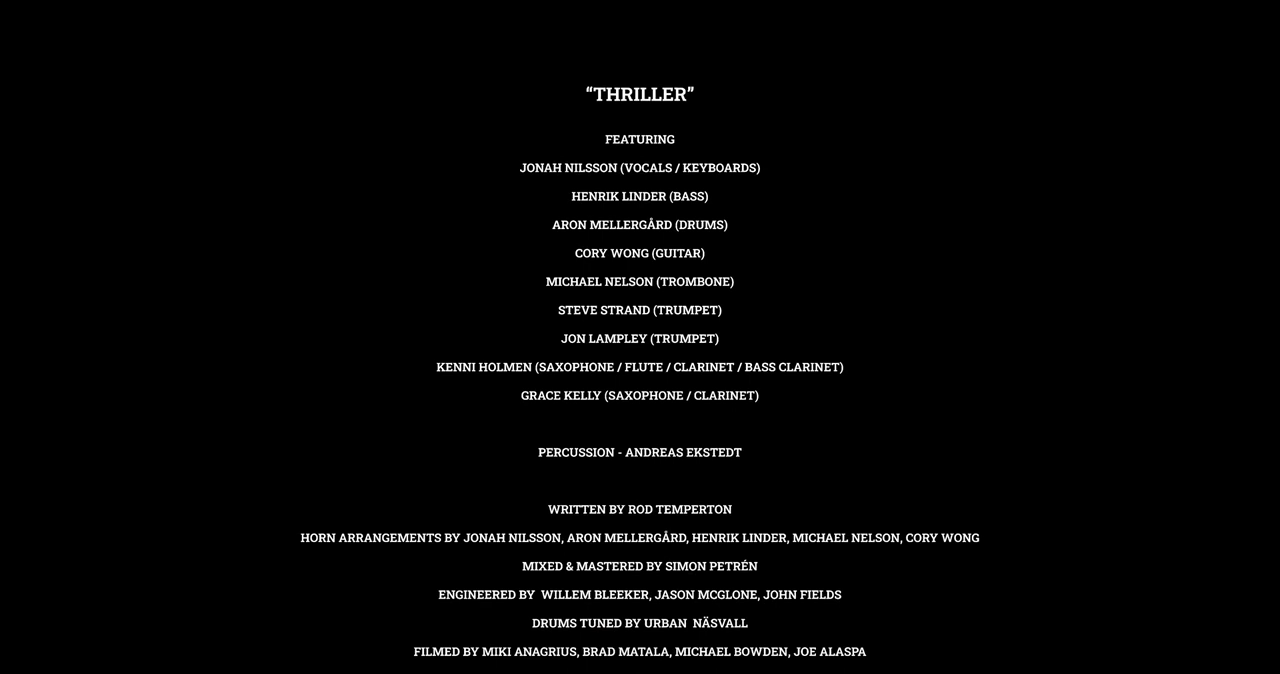 “THRILLER”
FEATURING
JONAH NILSSON (VOCALS / KEYBOARDS)
HENRIK LINDER (BASS)
ARON MELLERGÅRD (DRUMS)
CORY WONG (GUITAR)
MICHAEL NELSON (TROMBONE)
STEVE STRAND (TRUMPET)
JON LAMPLEY (TRUMPET)
KENNI HOLMEN (SAXOPHONE / FLUTE / CLARINET / BASS CLARINET)
GRACE KELLY (SAXOPHONE / CLARINET)
PERCUSSION - ANDREAS EKSTEDT
WRITTEN BY ROD TEMPERTON
HORN ARRANGEMENTS BY JONAH NILSSON, ARON MELLERGÅRD, HENRIK LINDER, MICHAEL NELSON, CORY WONG
MIXED & MASTERED BY SIMON PETRÉN
ENGINEERED BY  WILLEM BLEEKER, JASON MCGLONE, JOHN FIELDS
DRUMS TUNED BY URBAN  NÄSVALL
FILMED BY MIKI ANAGRIUS, BRAD MATALA, MICHAEL BOWDEN, JOE ALASPA